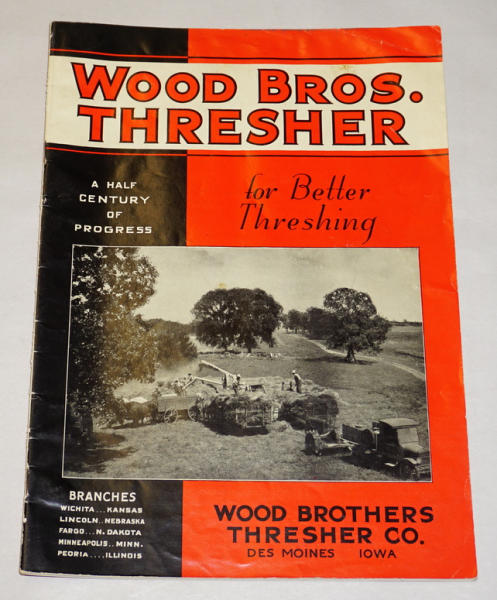 WOOD BROS.
THRESHER
A HALF
CENTURY
OF
PROGRESS
for Better
Threshing
BRANCHES
WICHITA...KANSAS
LINCOLN..NEBRASKA
FARGO...N. DAKOTA
MINNEAPOLIS..MINN.
PEORIA....ILLINOIS
WOOD BROTHERS
THRESHER CO.
DES MOINES IOWA